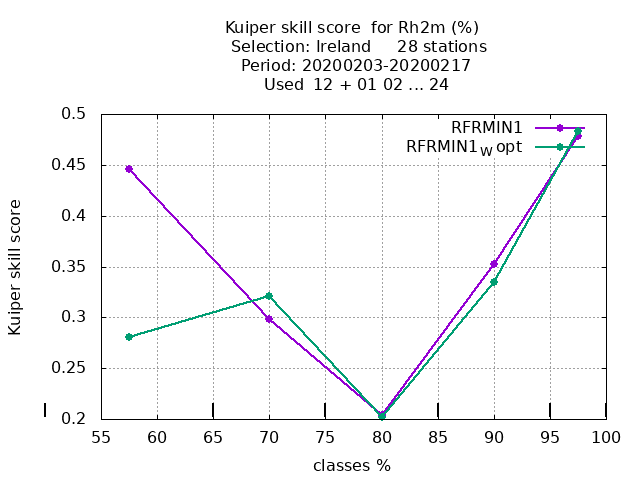 Kuiper skill score  for Rh2m (%)
Selection: Ireland     28 stations
Period: 20200203-20200217
Used  12 + 01 02 ... 24
RFRMIN1
RFRMIN1W opt
Kuiper skill score
0.5
0.45
0.4
0.35
0.3
0.25
0.2
55 60 65 70 75 80 85 90 95 100
classes %